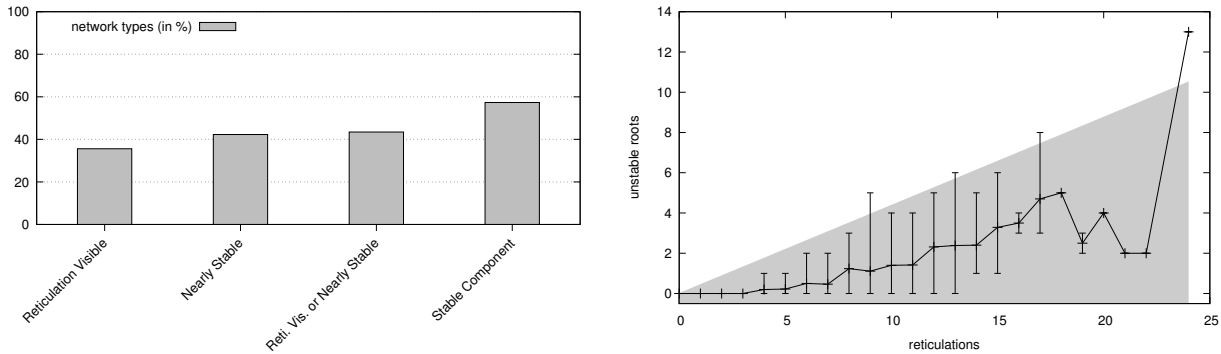 network types (in %)
100
80
60
40
20
0
Reticulation Visible
Nearly Stable
Reti. Vis. or Nearly Stable
Stable Component
14
12
10
8
6
4
2
0
unstable roots
0 5 10 15 20 25
reticulations